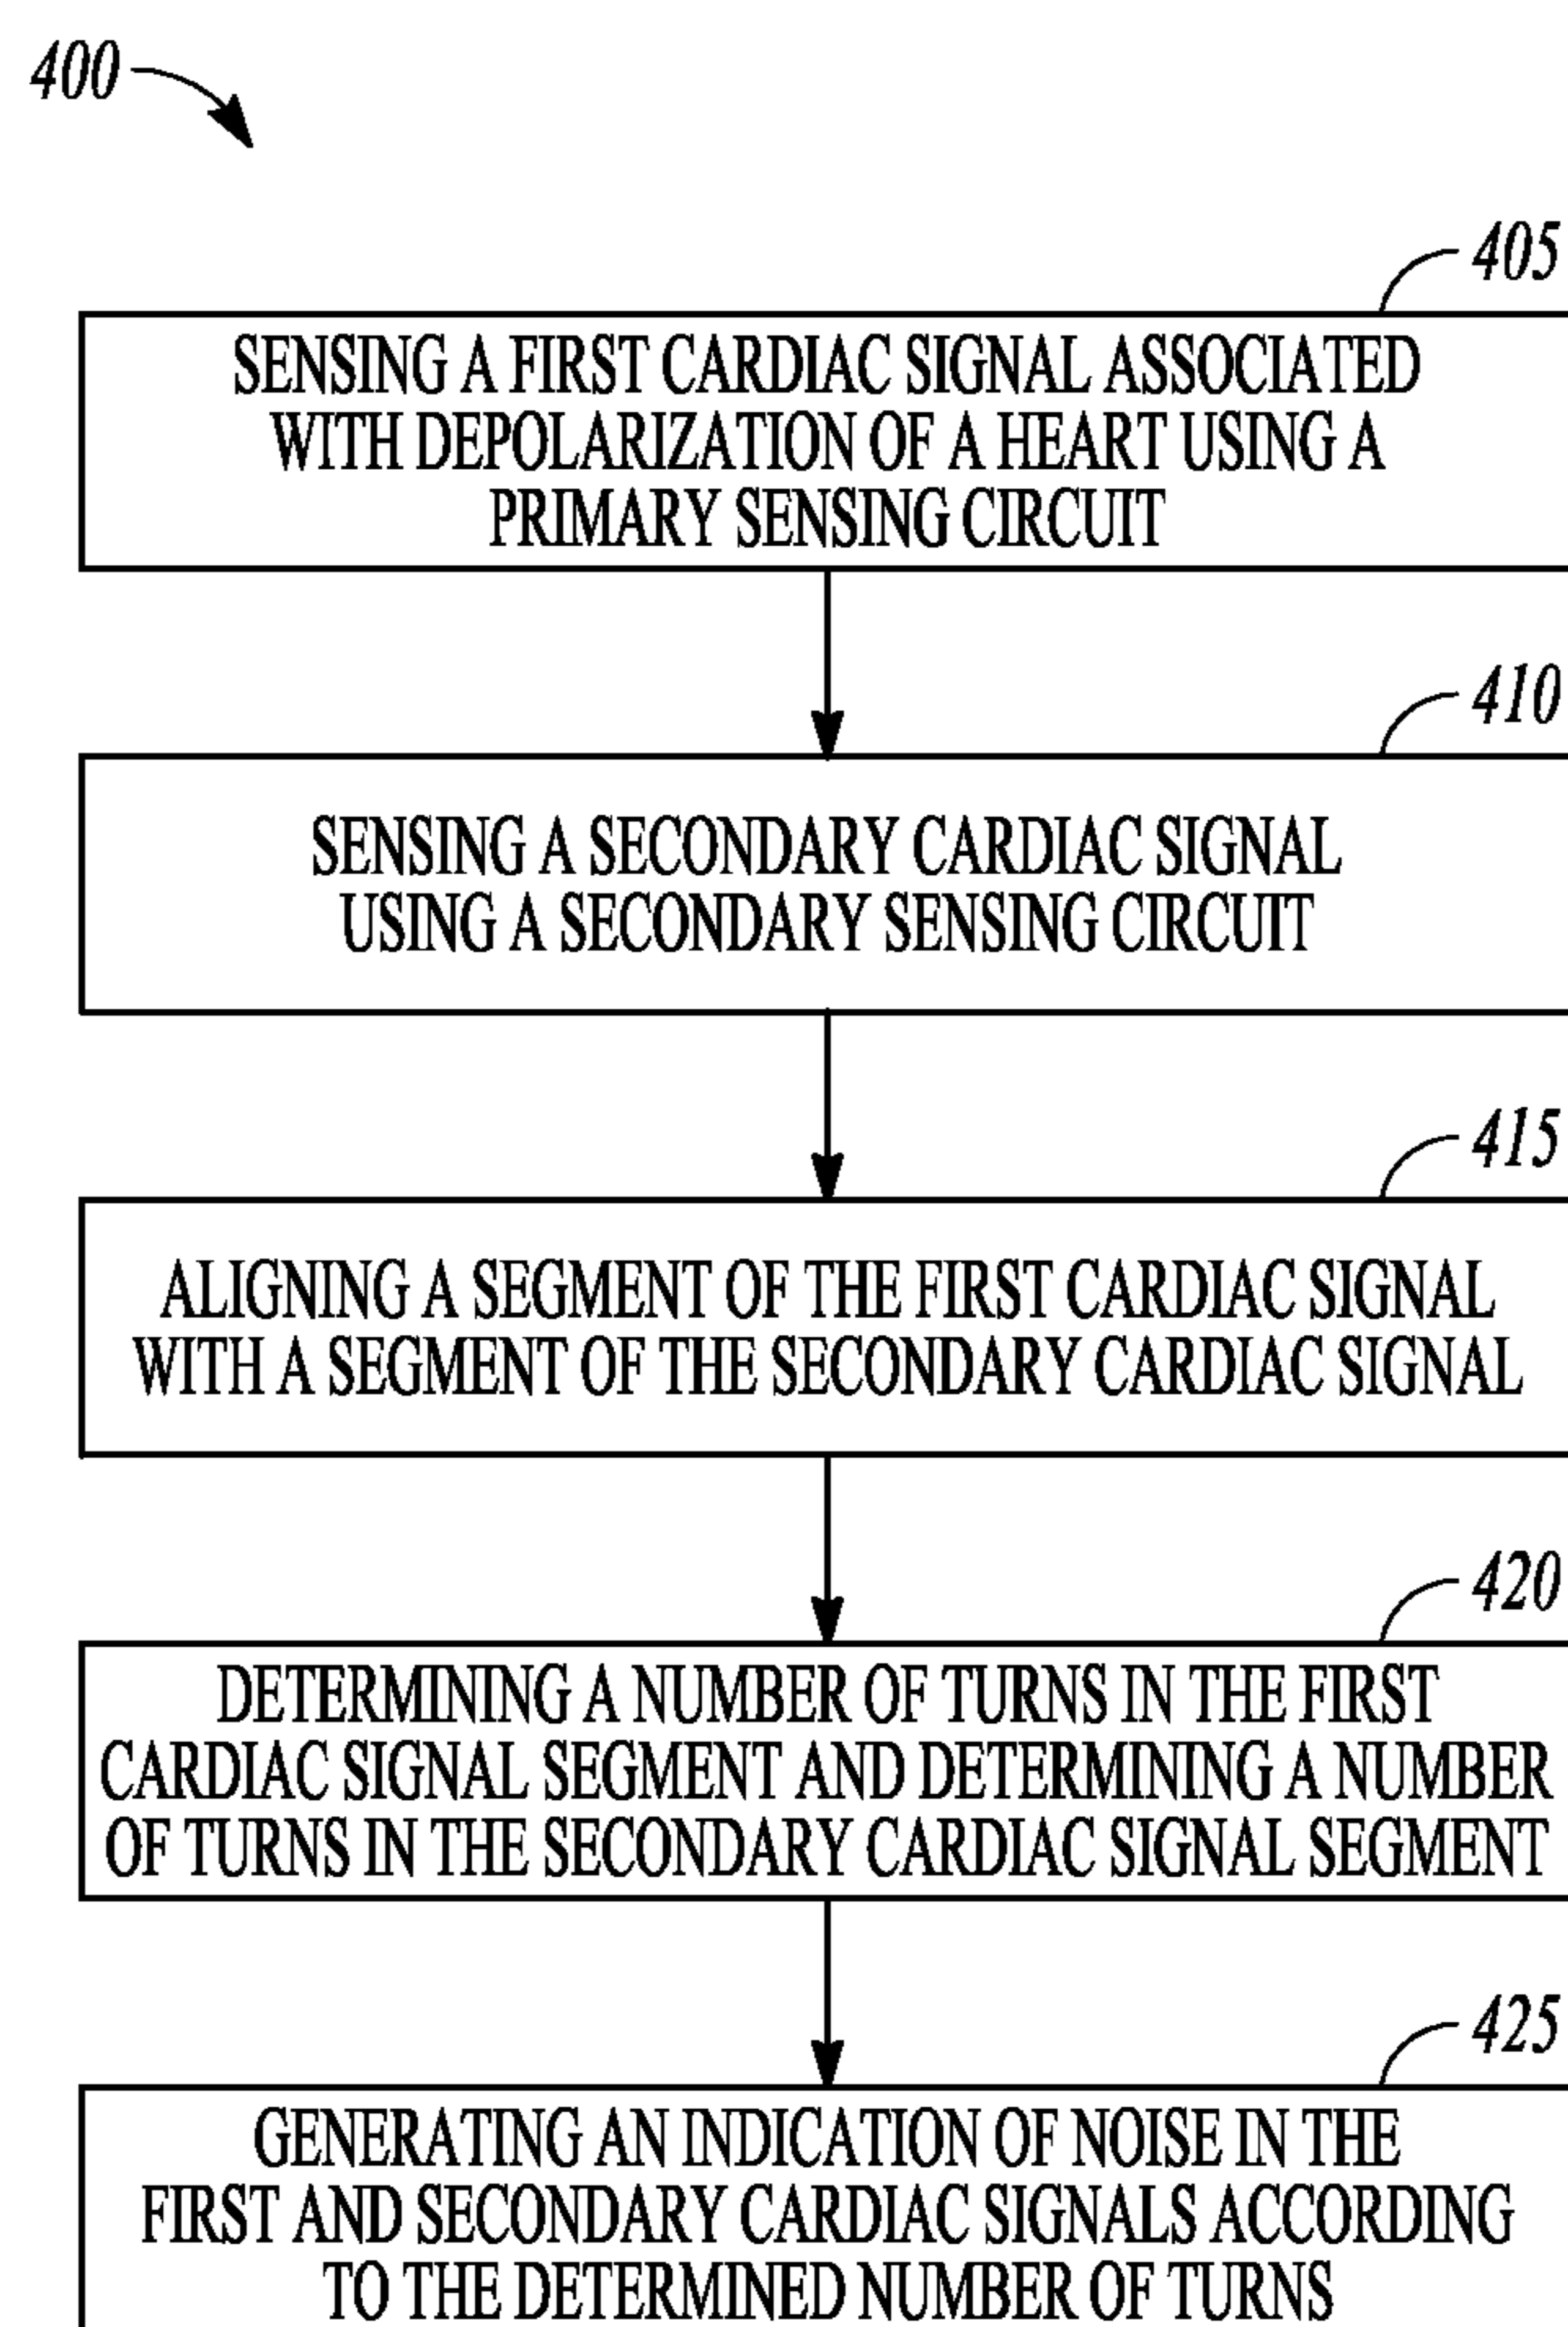 400
405
SENSING A FIRST CARDIAC SIGNAL ASSOCIATED
WITH DEPOLARIZATION OF A HEART USING A
PRIMARY SENSING CIRCUIT
410
SENSING A SECONDARY CARDIAC SIGNAL
USING A SECONDARY SENSING CIRCUIT
415
ALIGNING A SEGMENT OF THE FIRST CARDIAC SIGNAL
WITH A SEGMENT OF THE SECONDARY CARDIAC SIGNAL
420
DETERMINING A NUMBER OF TURNS IN THE FIRST
CARDIAC SIGNAL SEGMENT AND DETERMINING A NUMBER
OF TURNS IN THE SECONDARY CARDIAC SIGNAL SEGMENT
425
GENERATING AN INDICATION OF NOISE IN THE
FIRST AND SECONDARY CARDIAC SIGNALS ACCORDING
TO THE DETERMINED NUMBER OF TURNS